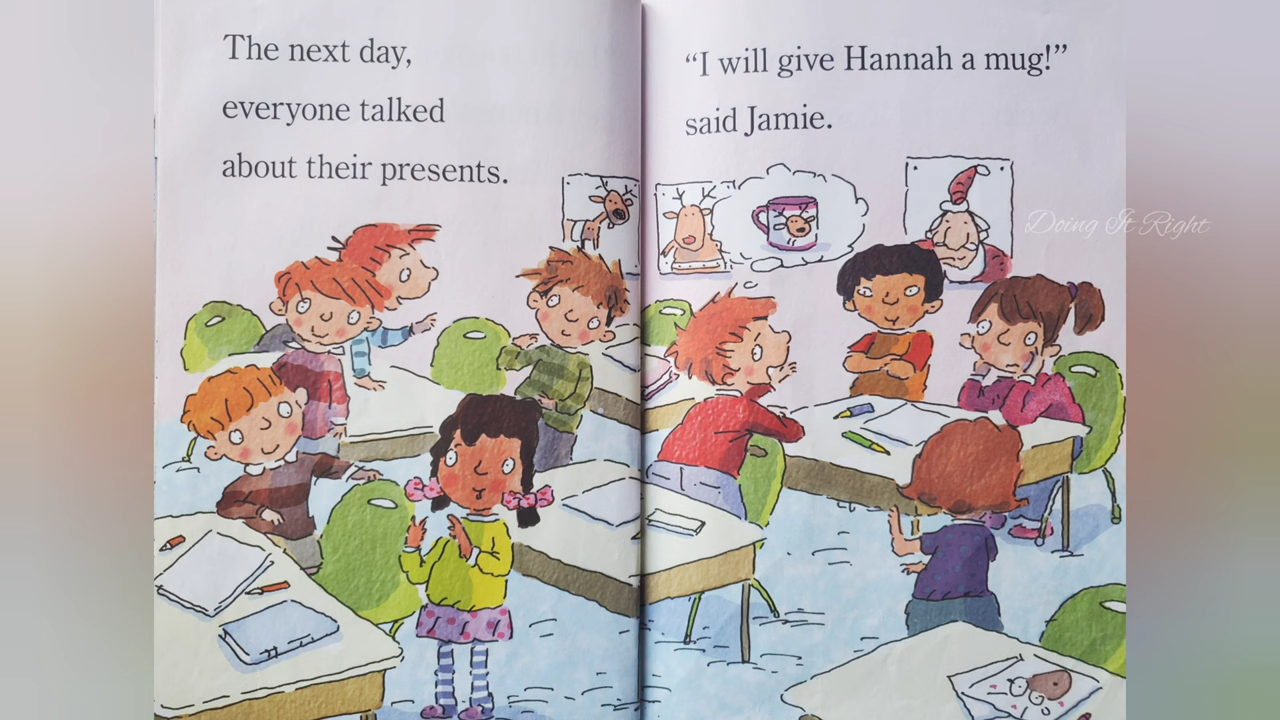 The next day,
everyone talked
about their presents.
“I will give Hannah a mug!”
said Jamie.
Doing It Right